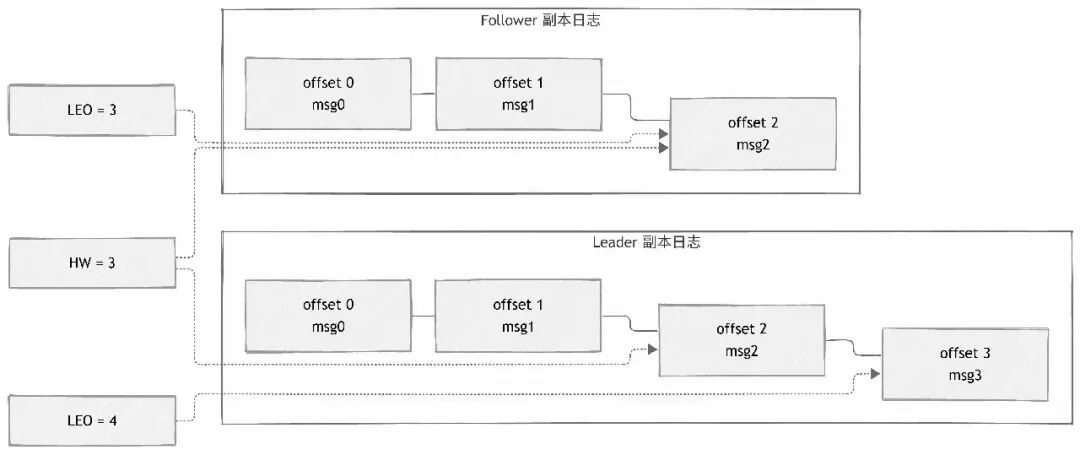 Follower 副本日志
offset 0
msg0
offset 1
msg1
offset 2
msg2
LEO = 3
HW = 3
Leader 副本日志
offset 0
msg0
offset 1
msg1
offset 2
msg2
offset 3
msg3
LEO = 4